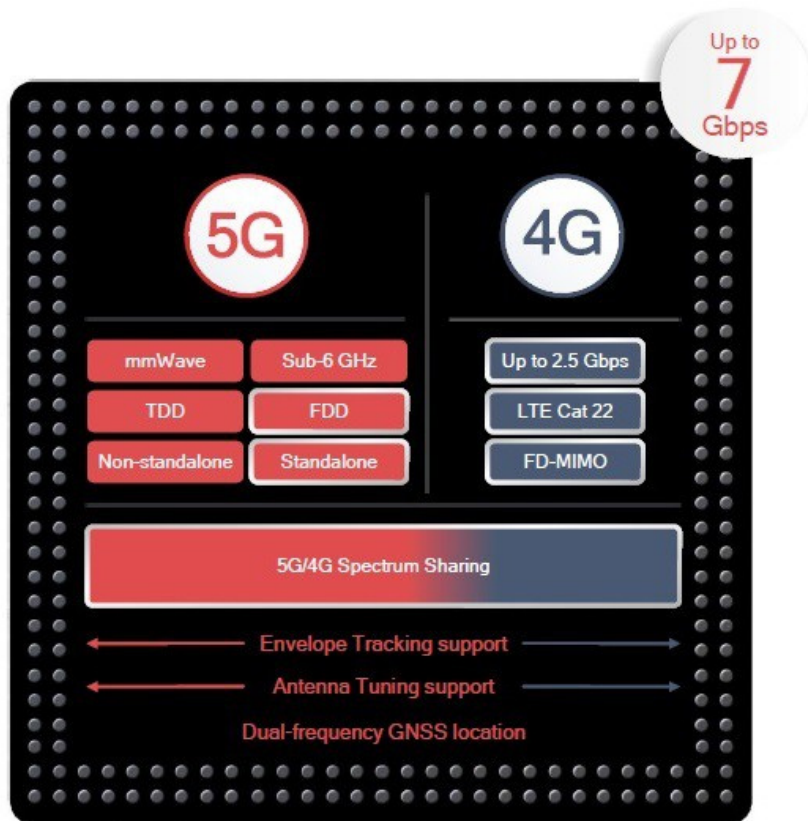 Up to
7
Gbps
5G
4G
mmWave
Sub-6 GHz
Up to 2.5 Gbps
TDD
FDD
LTE Cat 22
Non-standalone
Standalone
FD-MIMO
5G/4G Spectrum Sharing
Envelope Tracking support
Antenna Tuning support
Dual-frequency GNSS location